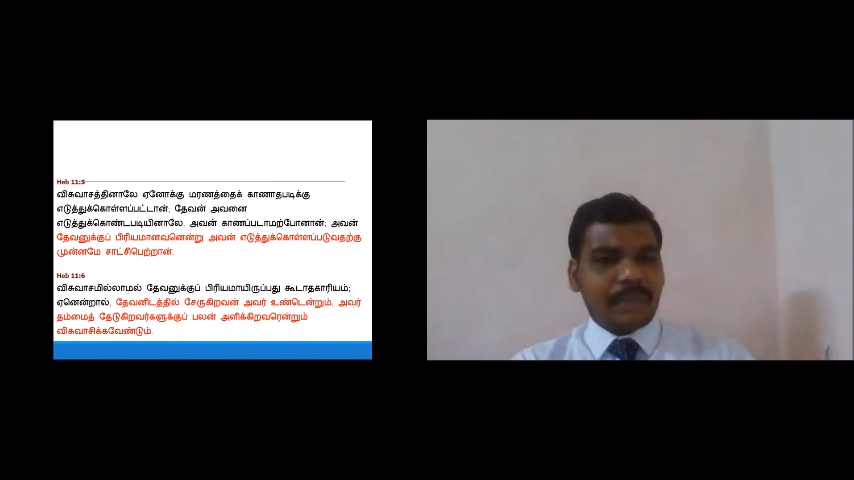 Heb 11:5
விசுவாசத்தினாலே ஏனோக்கு மரணத்தைக் காணாதபடிக்கு
எடுத்துக்கொள்ளப்பட்டான்; தேவன் அவனை
எடுத்துக்கொண்டபடியினாலே, அவன் காணப்படாமற்போனான்; அவன்
தேவனுக்குப் பிரியமானவனென்று அவன் எடுத்துக்கொள்ளப்படுவதற்கு
முன்னமே சாட்சிபெற்றான்.
Heb 11:6
விசுவாசமில்லாமல் தேவனுக்குப் பிரியமாயிருப்பது கூடாதகாரியம்;
ஏனென்றால், தேவனிடத்தில் சேருகிறவன் அவர் உண்டென்றும், அவர்
தம்மைத் தேடுகிறவர்களுக்குப் பலன் அளிக்கிறவரென்றும்
விசுவாசிக்கவேண்டும்.